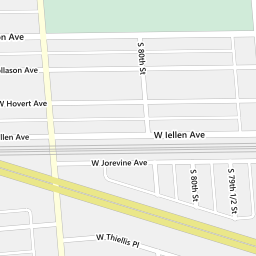 on Ave
S 80th St
ollason Ave
W Hovert Ave
llen Ave
W Iellen Ave
W Jorevine Ave
S 80th St
S 79th 1/2 St
W Thiellis Pl